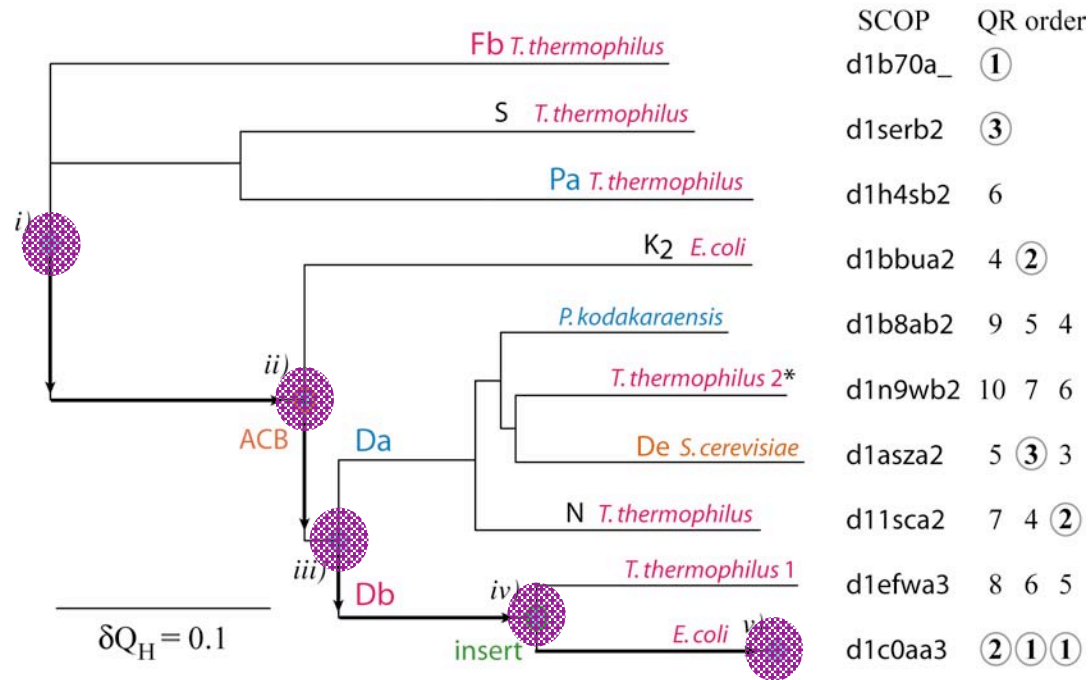 SCOP QR order
Fb T. thermophilus d1b70a_ 1
S T. thermophilus d1serb2 3
Pa T. thermophilus d1h4sb2 6
i)
K2 E. coli d1bbua2 4 2
P. kodakaraensis d1b8ab2 9 5 4
ii) T. thermophilus 2* d1n9wb2 10 7 6
ACB Da De S. cerevisiae d1asza2 5 3 3
N T. thermophilus d11sca2 7 4 2
iii) T. thermophilus 1 d1efwa3 8 6 5
Db iv)
δQH = 0.1 insert E. coli v) d1c0aa3 2 1 1